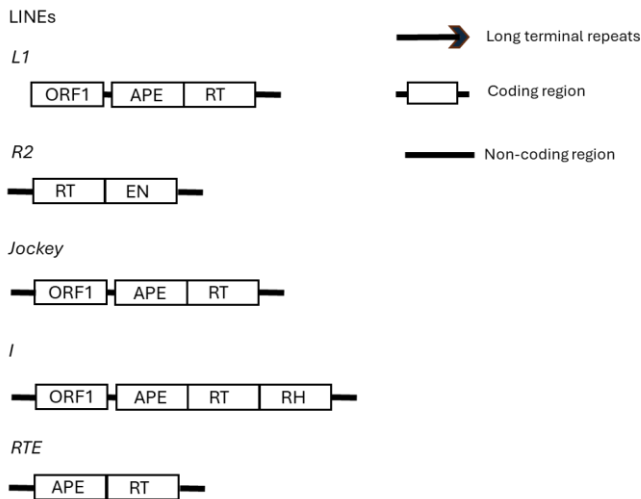 LINEs
L1
ORF1 APE RT
R2
RT EN
Jockey
ORF1 APE RT
I
ORF1 APE RT RH
RTE
APE RT
Long terminal repeats
Coding region
Non-coding region